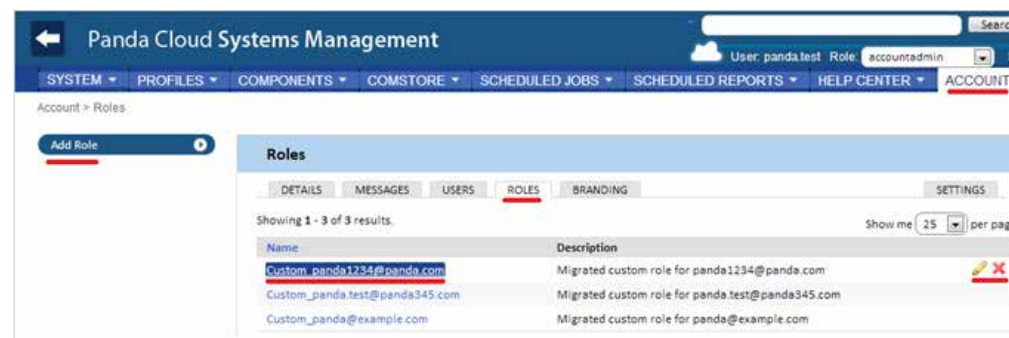 Searc
Panda Cloud Systems Management
User: panda.test Role: accountadmin
SYSTEM PROFILES COMPONENTS COMSTORE SCHEDULED JOBS SCHEDULED REPORTS HELP CENTER ACCOUNT
Account > Roles
Add Role
Roles
DETAILS MESSAGES USERS ROLES BRANDING SETTINGS
Showing 1 - 3 of 3 results. Show me 25 per pag
Name Description
Custom_panda1234@panda.com Migrated custom role for panda1234@panda.com
Custom_panda.test@panda345.com Migrated custom role for panda.test@panda345.com
Custom_panda@example.com Migrated custom role for panda@example.com